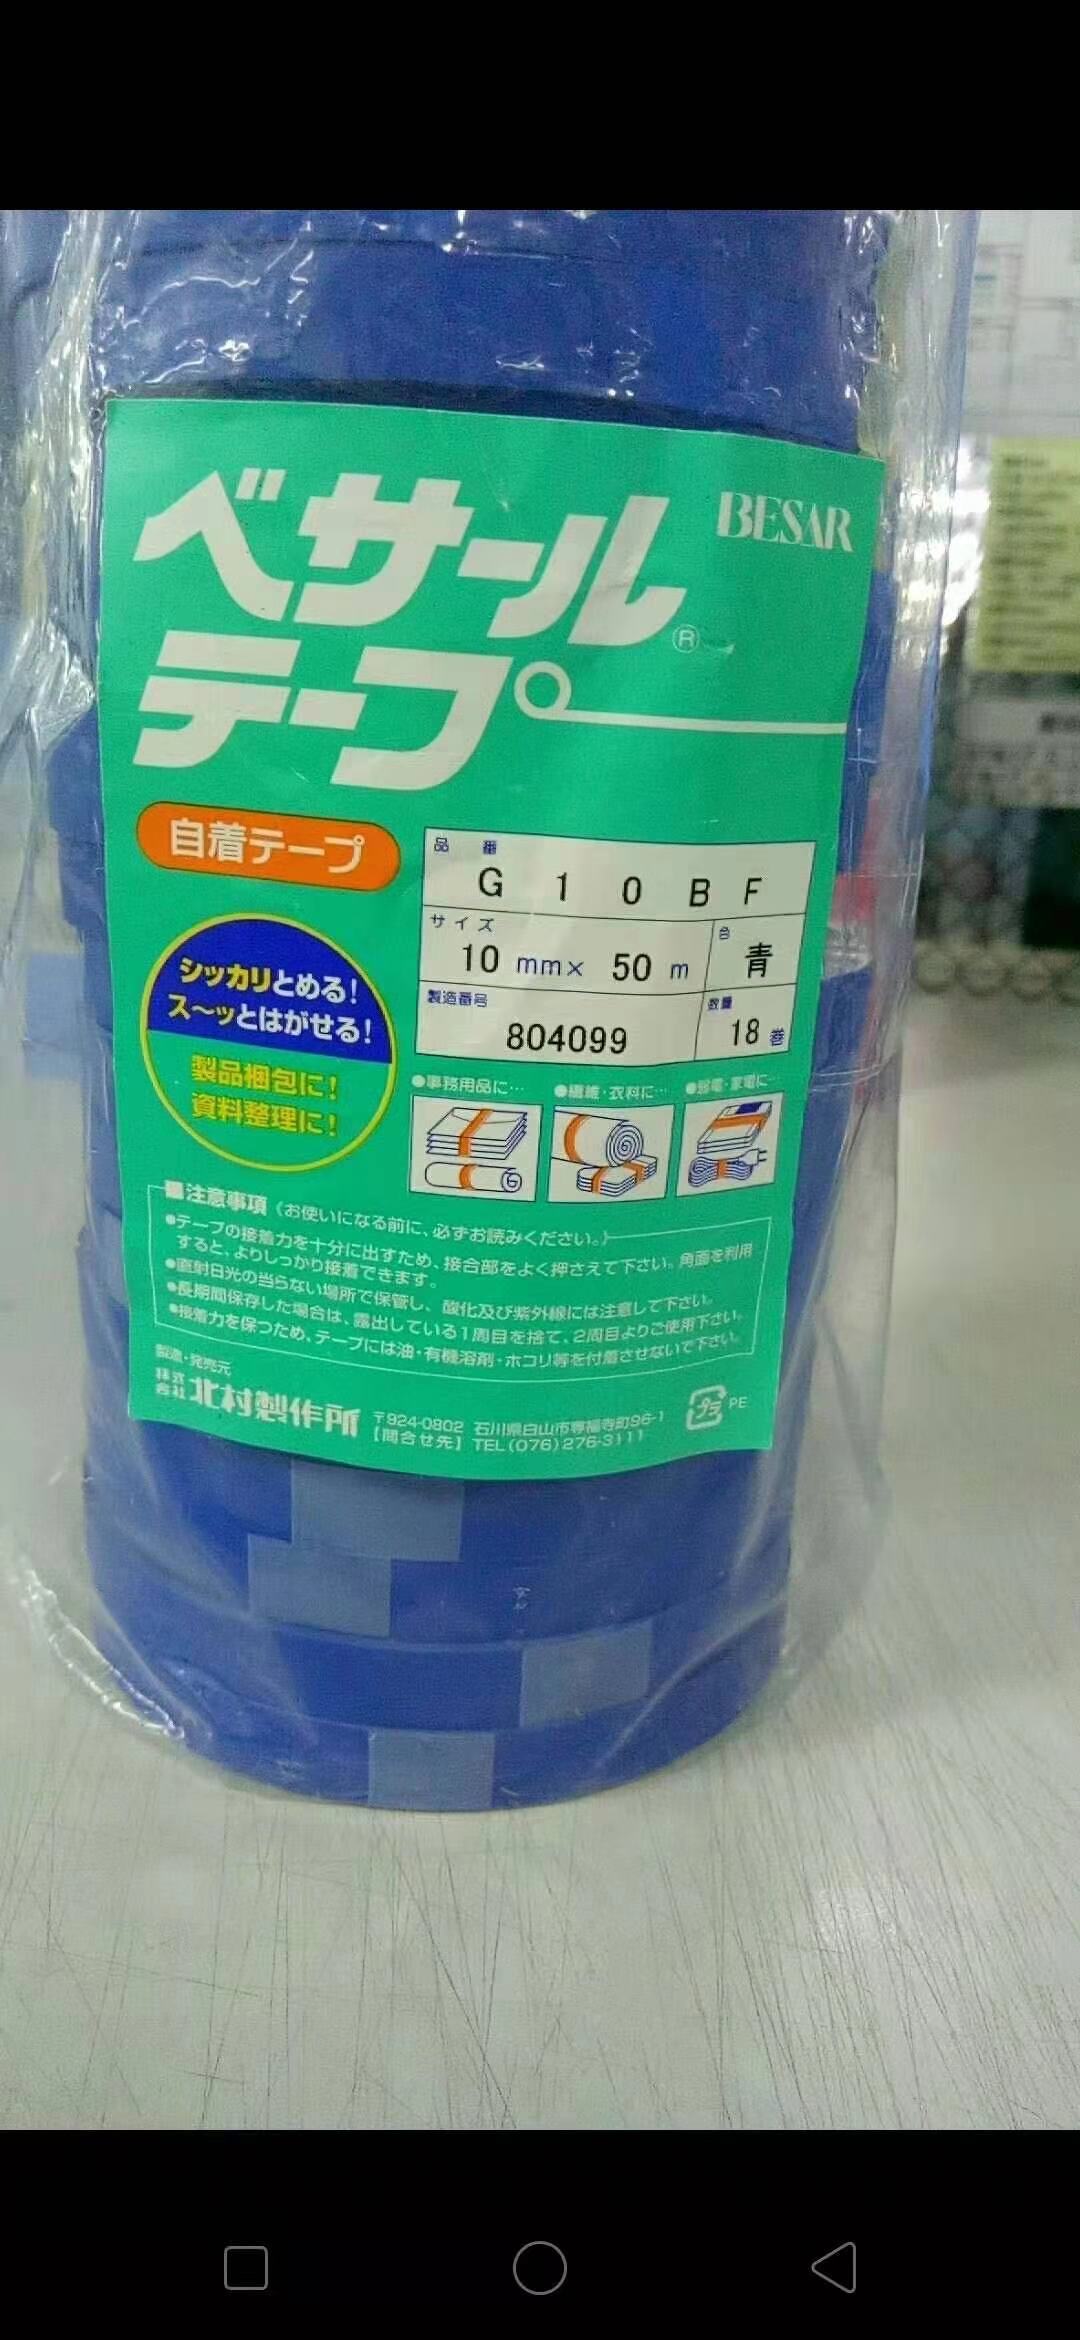 ベサール®
BESAR
テープ
自着テープ
品番
G10BF
サイズ
10 mm× 50 m
色
青
製造番号
804099
数量
18 巻
シッカリとめる!
ス〜ッとはがせる!
製品梱包に!
資料整理に!
●事務用品に…
●繊維・衣料に…
●弱電・家電に…
■注意事項(お使いになる前に、必ずお読みください。)
●テープの接着力を十分に出すため、接合部をよく押さえて下さい。角面を利用
すると、よりしっかり接着できます。
●直射日光の当らない場所で保管し、酸化及び紫外線には注意して下さい。
●長期間保存した場合は、露出している1周目を捨て、2周目よりご使用下さい。
●接着力を保つため、テープには油・有機溶剤・ホコリ等を付着させないで下さい。
製造・発売元
株式会社 北村製作所
〒924-0802 石川県白山市専福寺町96-1
【問合せ先】TEL(076)276-3111
プラ PE